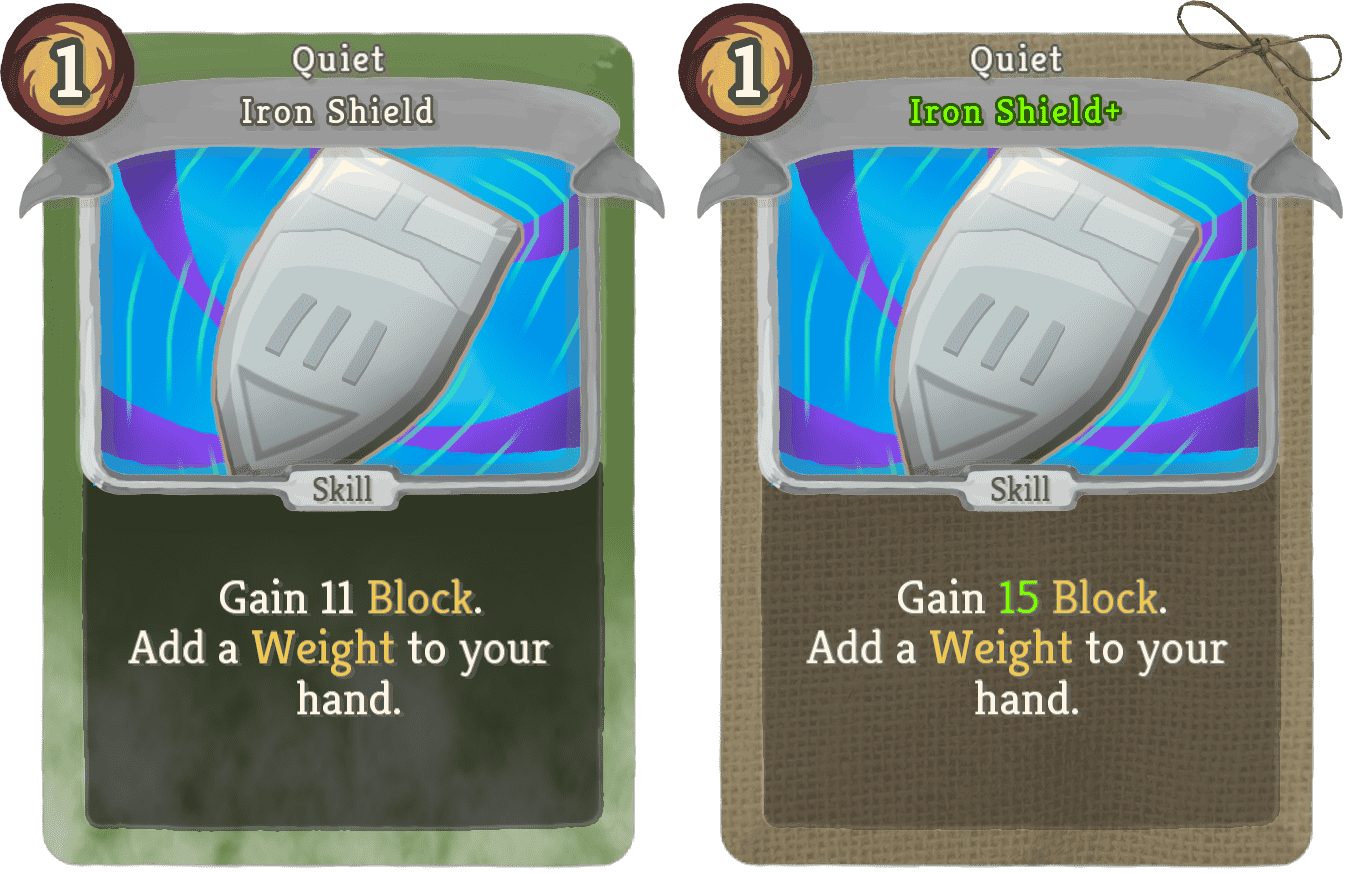 1
Quiet
Iron Shield
Skill
Gain 11 Block.
Add a Weight to your
hand.
1
Quiet
Iron Shield+
Skill
Gain 15 Block.
Add a Weight to your
hand.